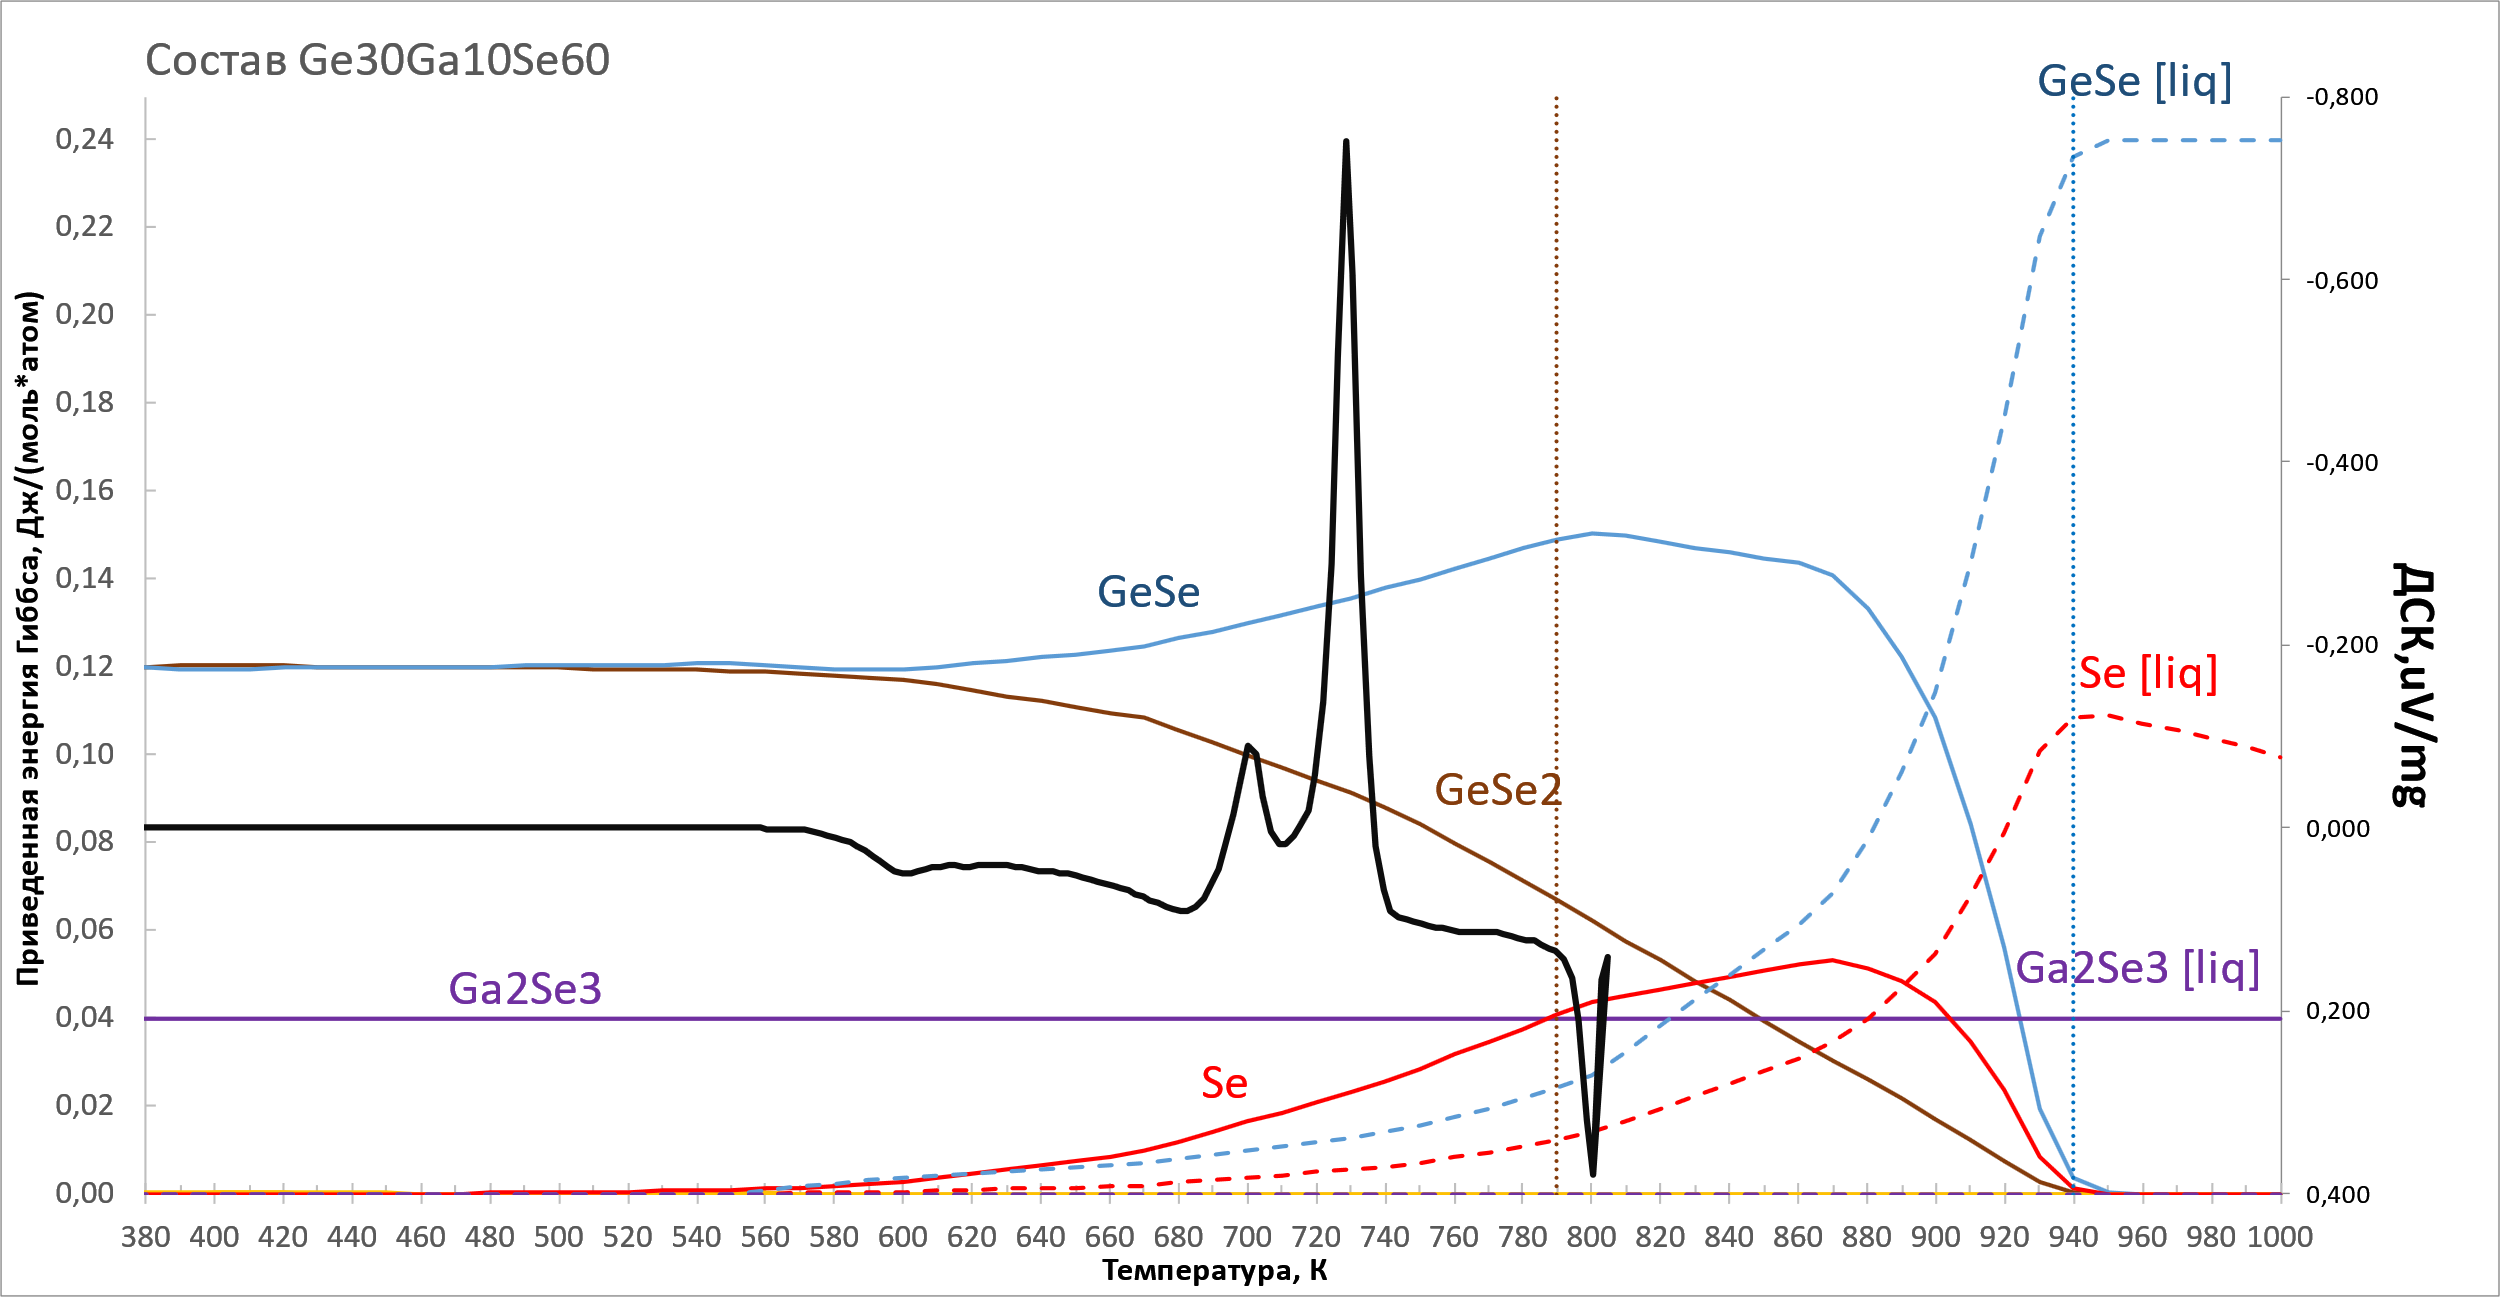 Состав Ge30Ga10Se60
GeSe [liq]
-0,800
0,24
0,22
-0,600
0,20
0,18
-0,400
0,16
0,14
GeSe
-0,200
0,12
Se [liq]
0,10
GeSe2
0,08
0,000
0,06
Ga2Se3
Ga2Se3 [liq]
0,04
0,200
Se
0,02
0,00
0,400
380 400 420 440 460 480 500 520 540 560 580 600 620 640 660 680 700 720 740 760 780 800 820 840 860 880 900 920 940 960 980 1000
Температура, К
Приведенная энергия Гиббса, Дж/(моль*атом)
ДСК,uV/mg